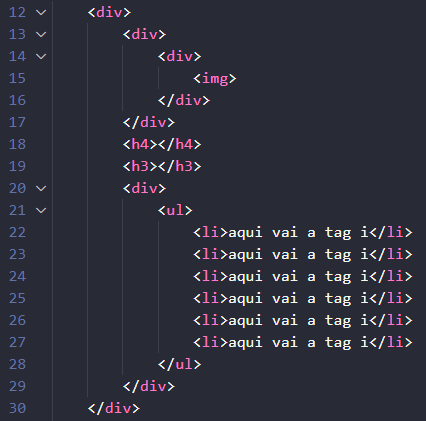 12 <div>
13 <div>
14 <div>
15 <img>
16 </div>
17 </div>
18 <h4></h4>
19 <h3></h3>
20 <div>
21 <ul>
22 <li>aqui vai a tag i</li>
23 <li>aqui vai a tag i</li>
24 <li>aqui vai a tag i</li>
25 <li>aqui vai a tag i</li>
26 <li>aqui vai a tag i</li>
27 <li>aqui vai a tag i</li>
28 </ul>
29 </div>
30 </div>